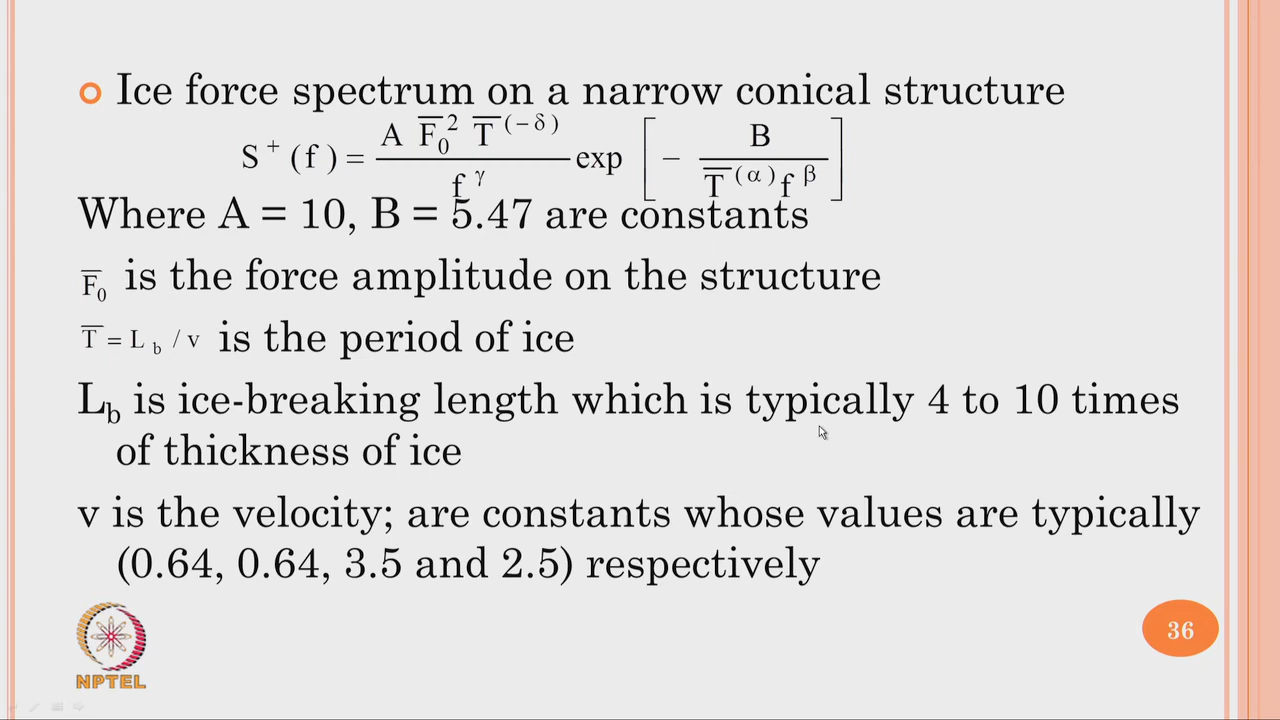 Ice force spectrum on a narrow conical structure
S⁺(f) = A F̅₀² T̅^(−δ) / f^γ exp [ − B / T̅^(α) f^β ]
Where A = 10, B = 5.47 are constants
F̅₀ is the force amplitude on the structure
T̅ = L_b / v is the period of ice
L_b is ice-breaking length which is typically 4 to 10 times
of thickness of ice
v is the velocity; are constants whose values are typically
(0.64, 0.64, 3.5 and 2.5) respectively
36
NPTEL